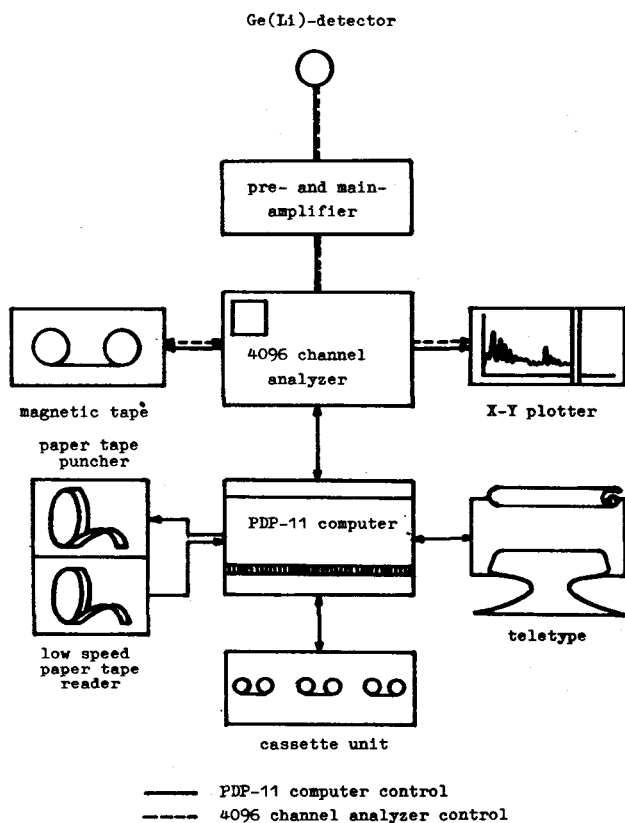 Ge(Li)-detector
pre- and main-
amplifier
4096 channel
analyzer
magnetic tape
X-Y plotter
paper tape
puncher
PDP-11 computer
teletype
low speed
paper tape
reader
cassette unit
PDP-11 computer control
4096 channel analyzer control